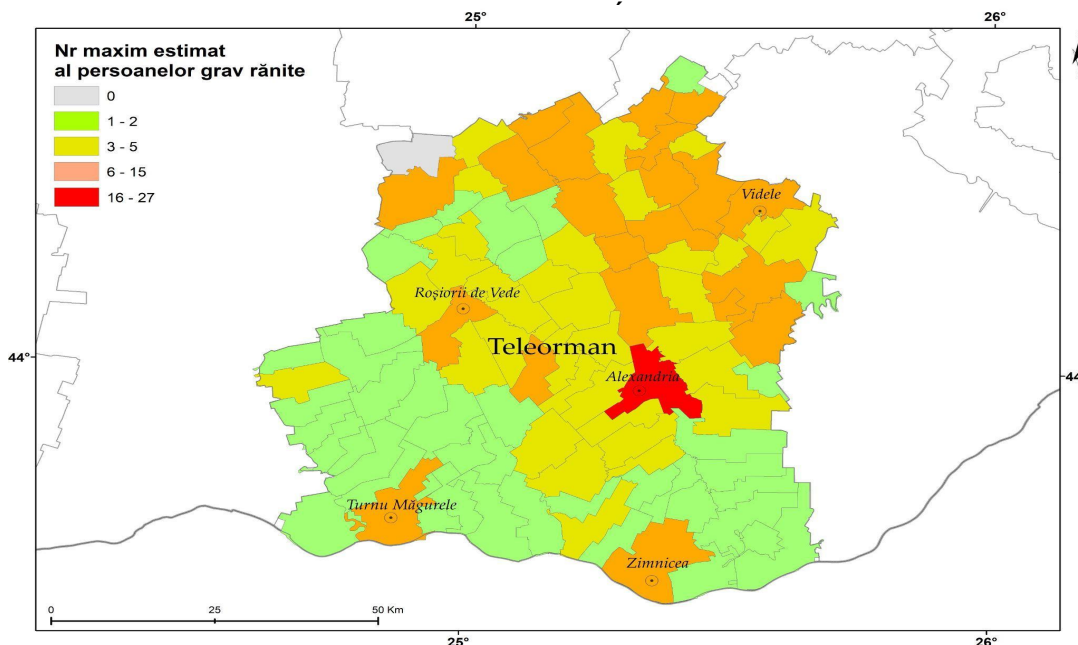 25°
26°
Nr maxim estimat
al persoanelor grav rănite
0
1 - 2
3 - 5
6 - 15
16 - 27
Videle
Roșiorii de Vede
Teleorman
44°
Alexandria
44
Turnu Măgurele
Zimnicea
0
25
50 Km
25°
26°